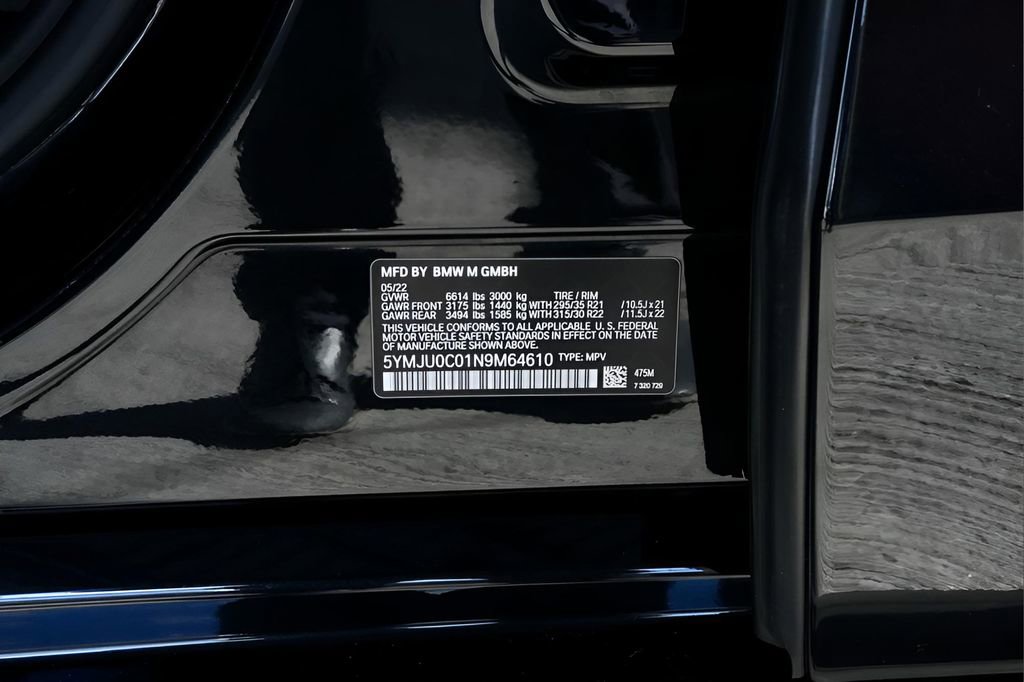 MFD BY BMW M GMBH
05/22
GVWR 6614 lbs 3000 kg TIRE / RIM
GAWR FRONT 3175 lbs 1440 kg WITH 295/35 R21 /10.5J x 21
GAWR REAR 3494 lbs 1585 kg WITH 315/30 R22 /11.5J x 22
THIS VEHICLE CONFORMS TO ALL APPLICABLE U. S. FEDERAL
MOTOR VEHICLE SAFETY STANDARDS IN EFFECT ON THE DATE
OF MANUFACTURE SHOWN ABOVE.
5YMJU0C01N9M64610 TYPE: MPV
475M
7 320 729